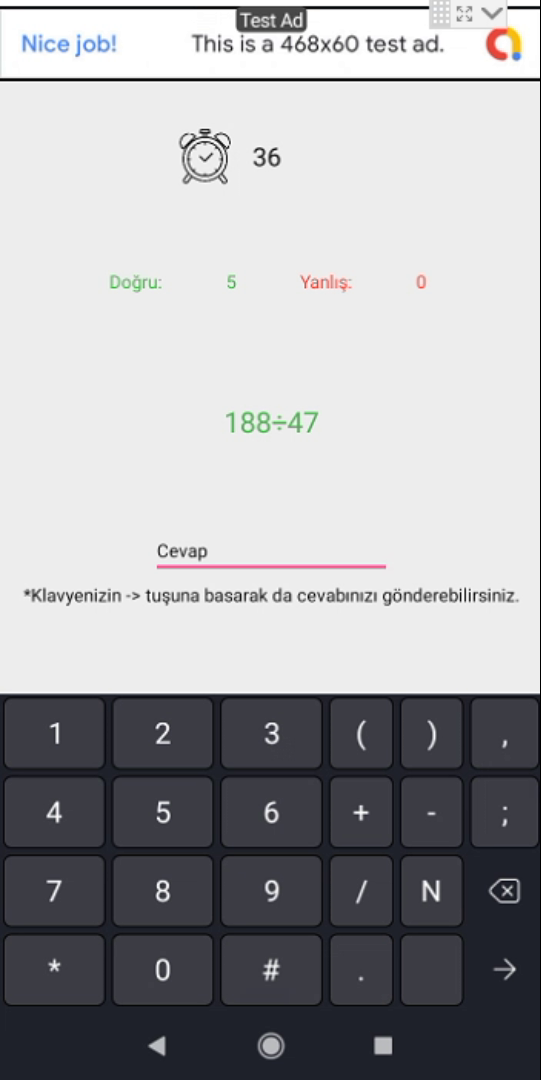 Test Ad
Nice job! This is a 468x60 test ad.
36
Doğru: 5 Yanlış: 0
188÷47
Cevap
*Klavyenizin -> tuşuna basarak da cevabınızı gönderebilirsiniz.
1 2 3 ( ) ,
4 5 6 + - ;
7 8 9 / N
* 0 # .